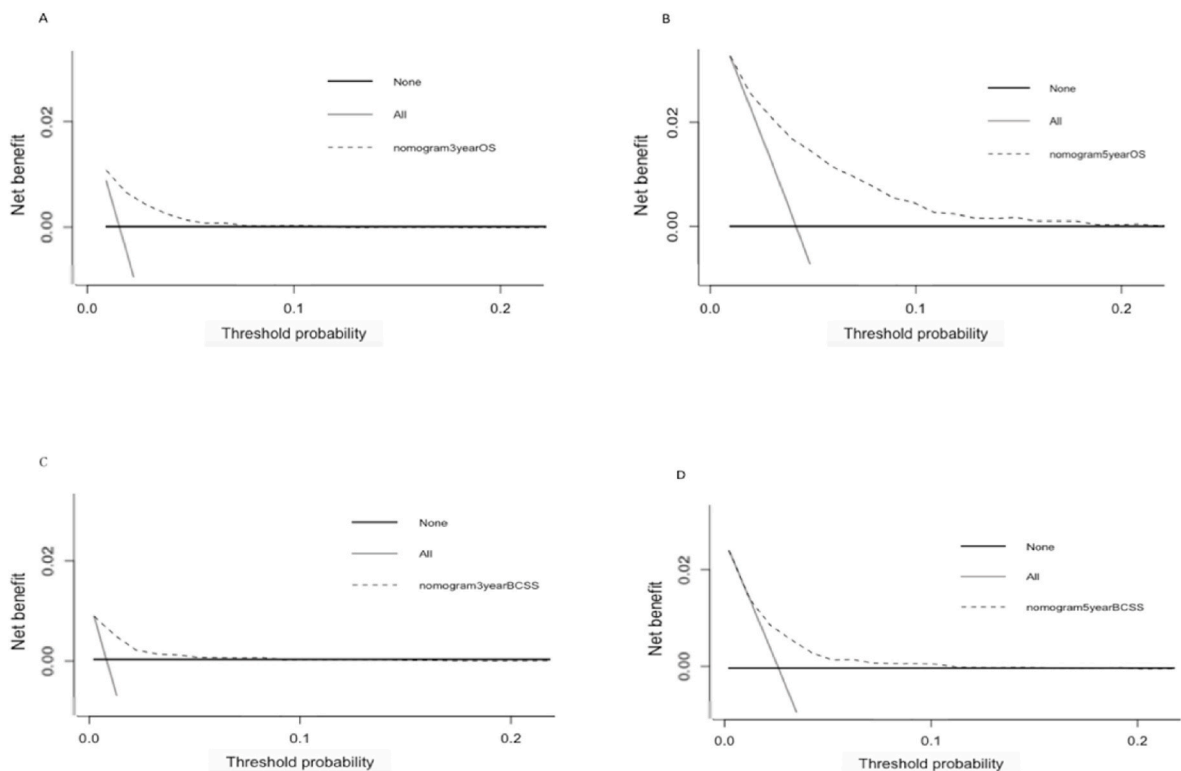 A
None
All
nomogram3yearOS
Net benefit
0.02
0.00
0.0 0.1 0.2
Threshold probability
B
None
All
nomogram5yearOS
Net benefit
0.02
0.00
0.0 0.1 0.2
Threshold probability
C
None
All
nomogram3yearBCSS
Net benefit
0.02
0.00
0.0 0.1 0.2
Threshold probability
D
None
All
nomogram5yearBCSS
Net benefit
0.02
0.00
0.0 0.1 0.2
Threshold probability